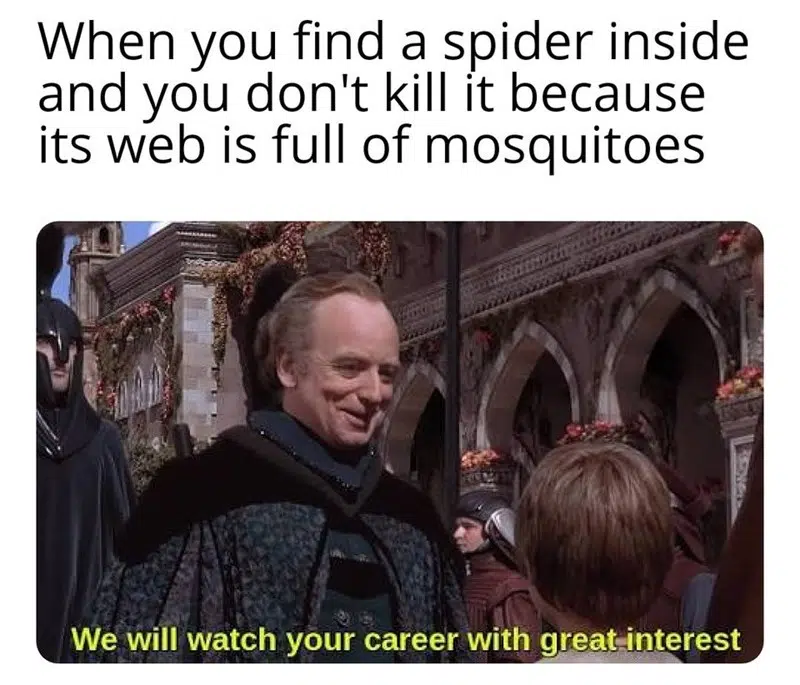 When you find a spider inside
and you don't kill it because
its web is full of mosquitoes
We will watch your career with great interest